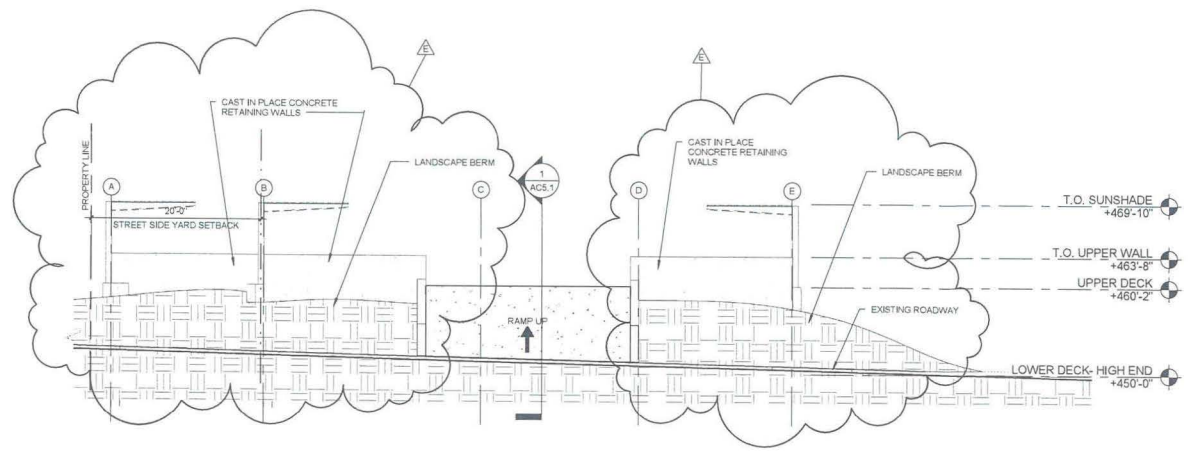 E
E
CAST IN PLACE CONCRETE
RETAINING WALLS
CAST IN PLACE
CONCRETE RETAINING
WALLS
PROPERTY LINE
LANDSCAPE BERM
LANDSCAPE BERM
1
AC5.1
A
B
C
D
E
20'-0"
STREET SIDE YARD SETBACK
T.O. SUNSHADE
+469'-10"
T.O. UPPER WALL
+463'-8"
UPPER DECK
+460'-2"
EXISTING ROADWAY
RAMP UP
LOWER DECK- HIGH END
+450'-0"